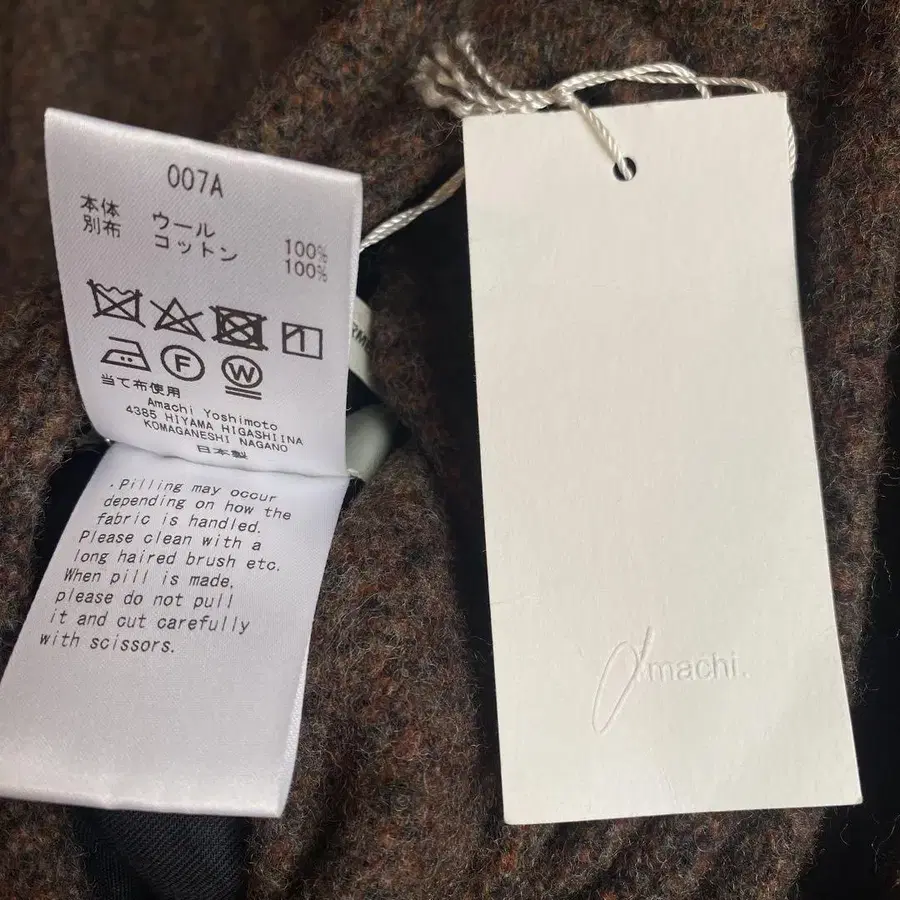 007A
本体 ウール 100%
別布 コットン 100%
F W
当て布使用
Amachi Yoshimoto
4385 HIYAMA HIGASHIINA
KOMAGANESHI NAGANO
日本製
・Pilling may occur
depending on how the
fabric is handled.
Please clean with a
long haired brush etc.
When pill is made,
please do not pull
it and cut carefully
with scissors.
amachi.